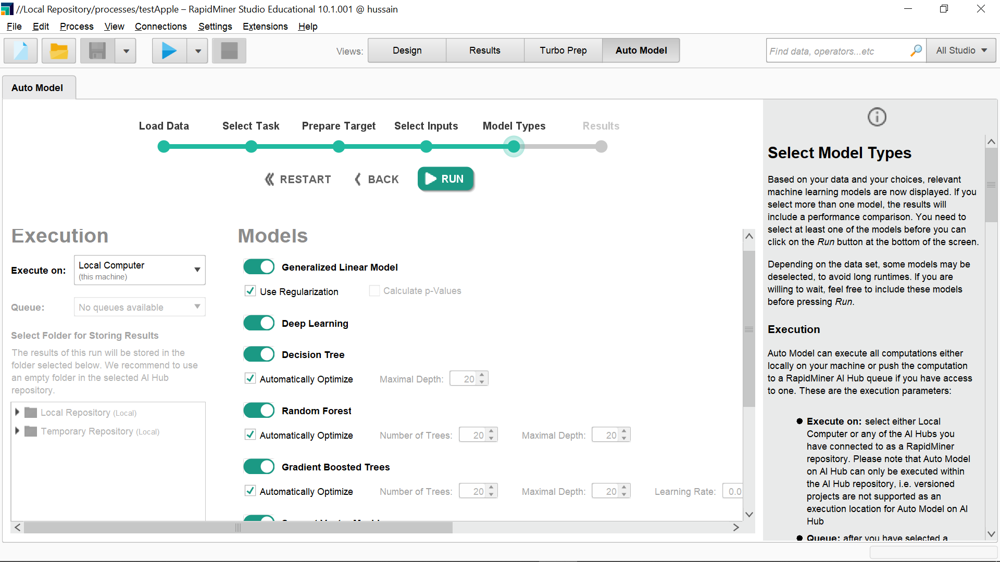 //Local Repository/processes/testApple – RapidMiner Studio Educational 10.1.001 @ hussain
File Edit Process View Connections Settings Extensions Help
Views: Design Results Turbo Prep Auto Model
Find data, operators...etc All Studio
Auto Model
Load Data Select Task Prepare Target Select Inputs Model Types Results
RESTART BACK RUN
Execution
Execute on: Local Computer
(this machine)
Queue: No queues available
Select Folder for Storing Results
The results of this run will be stored in the
folder selected below. We recommend to use
an empty folder in the selected AI Hub
repository.
Local Repository (Local)
Temporary Repository (Local)
Models
Generalized Linear Model
Use Regularization Calculate p-Values
Deep Learning
Decision Tree
Automatically Optimize Maximal Depth: 20
Random Forest
Automatically Optimize Number of Trees: 20 Maximal Depth: 20
Gradient Boosted Trees
Automatically Optimize Number of Trees: 20 Maximal Depth: 20 Learning Rate: 0.0
Select Model Types
Based on your data and your choices, relevant
machine learning models are now displayed. If you
select more than one model, the results will
include a performance comparison. You need to
select at least one of the models before you can
click on the Run button at the bottom of the screen.
Depending on the data set, some models may be
deselected, to avoid long runtimes. If you are
willing to wait, feel free to include these models
before pressing Run.
Execution
Auto Model can execute all computations either
locally on your machine or push the computation
to a RapidMiner AI Hub queue if you have access
to one. These are the execution parameters:
Execute on: select either Local
Computer or any of the AI Hubs you
have connected to as a RapidMiner
repository. Please note that Auto Model
on AI Hub can only be executed within
the AI Hub repository, i.e. versioned
projects are not supported as an
execution location for Auto Model on AI
Hub
Queue: after you have selected a